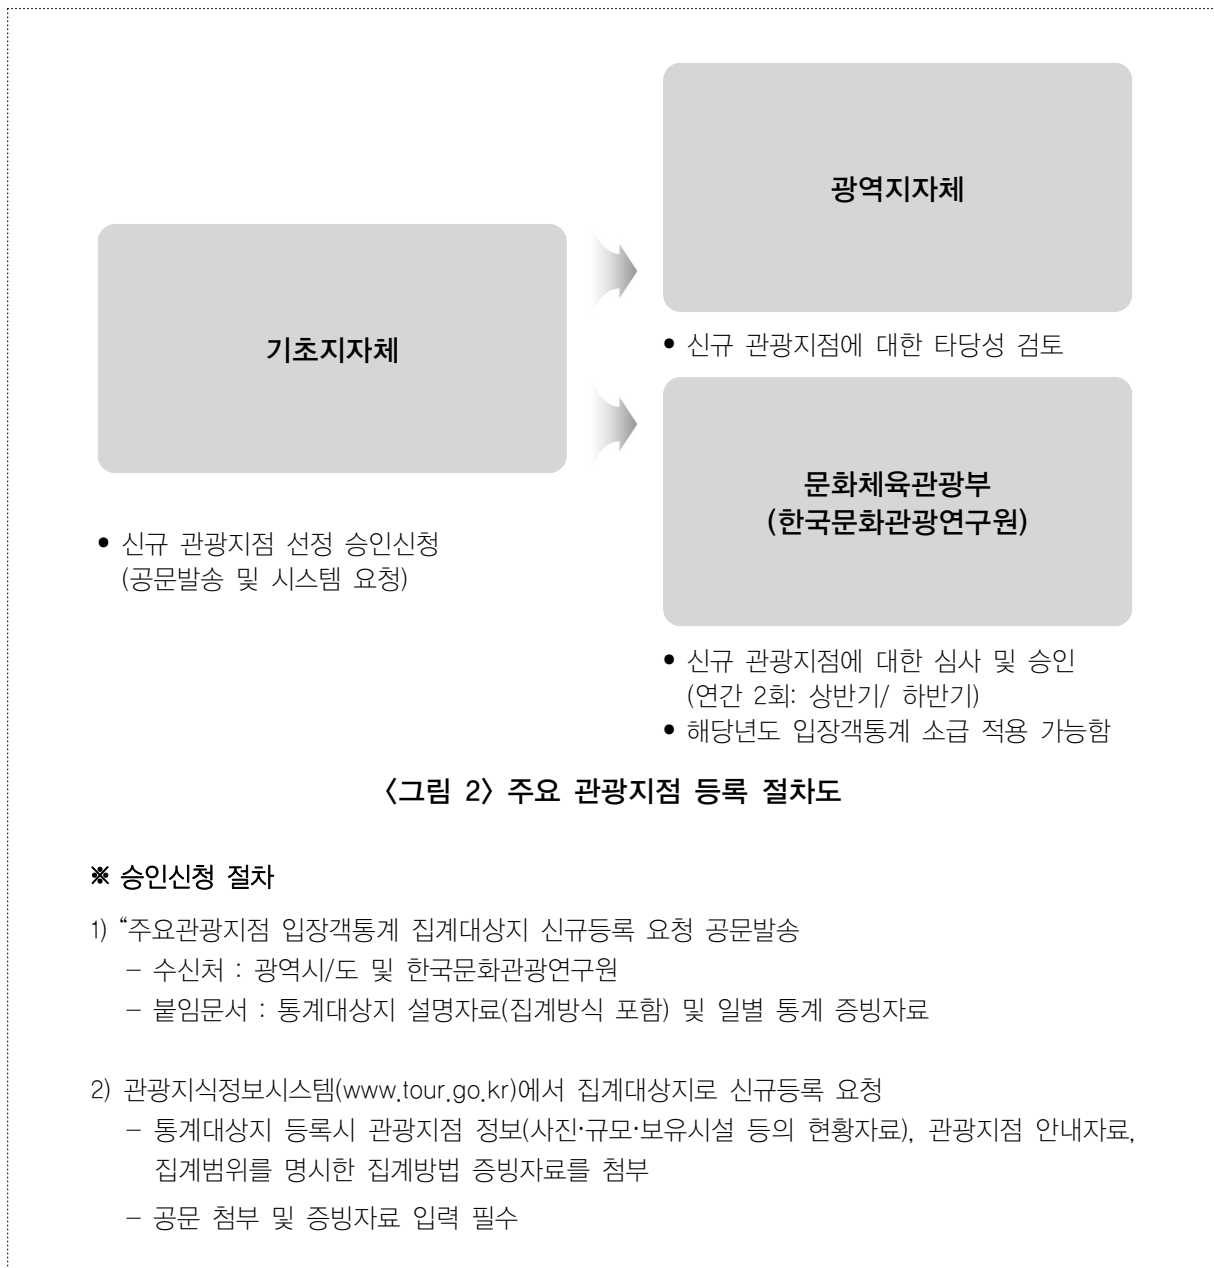 광역지자체
기초지자체
• 신규 관광지점에 대한 타당성 검토
문화체육관광부
(한국문화관광연구원)
• 신규 관광지점 선정 승인신청
(공문발송 및 시스템 요청)
• 신규 관광지점에 대한 심사 및 승인
(연간 2회: 상반기/ 하반기)
• 해당년도 입장객통계 소급 적용 가능함
〈그림 2〉 주요 관광지점 등록 절차도
※ 승인신청 절차
1) “주요관광지점 입장객통계 집계대상지 신규등록 요청 공문발송
– 수신처 : 광역시/도 및 한국문화관광연구원
– 붙임문서 : 통계대상지 설명자료(집계방식 포함) 및 일별 통계 증빙자료
2) 관광지식정보시스템(www.tour.go.kr)에서 집계대상지로 신규등록 요청
– 통계대상지 등록시 관광지점 정보(사진·규모·보유시설 등의 현황자료), 관광지점 안내자료,
집계범위를 명시한 집계방법 증빙자료를 첨부
– 공문 첨부 및 증빙자료 입력 필수